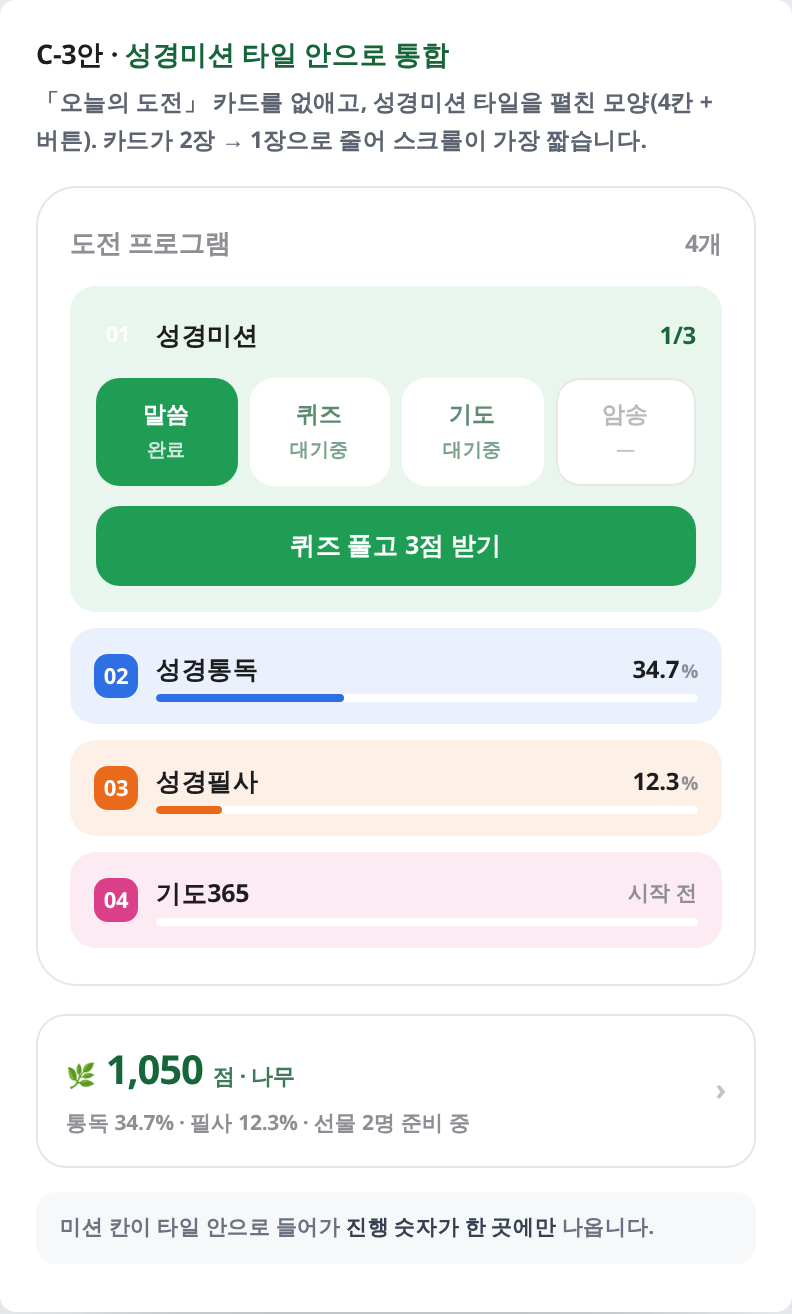 C-3안 · 성경미션 타일 안으로 통합
「오늘의 도전」 카드를 없애고, 성경미션 타일을 펼친 모양(4칸 +
버튼). 카드가 2장 → 1장으로 줄어 스크롤이 가장 짧습니다.
도전 프로그램 4개
01 성경미션 1/3
말씀 퀴즈 기도 암송
완료 대기중 대기중 —
퀴즈 풀고 3점 받기
02 성경통독 34.7%
03 성경필사 12.3%
04 기도365 시작 전
🌿 1,050 점 · 나무 ›
통독 34.7% · 필사 12.3% · 선물 2명 준비 중
미션 칸이 타일 안으로 들어가 진행 숫자가 한 곳에만 나옵니다.